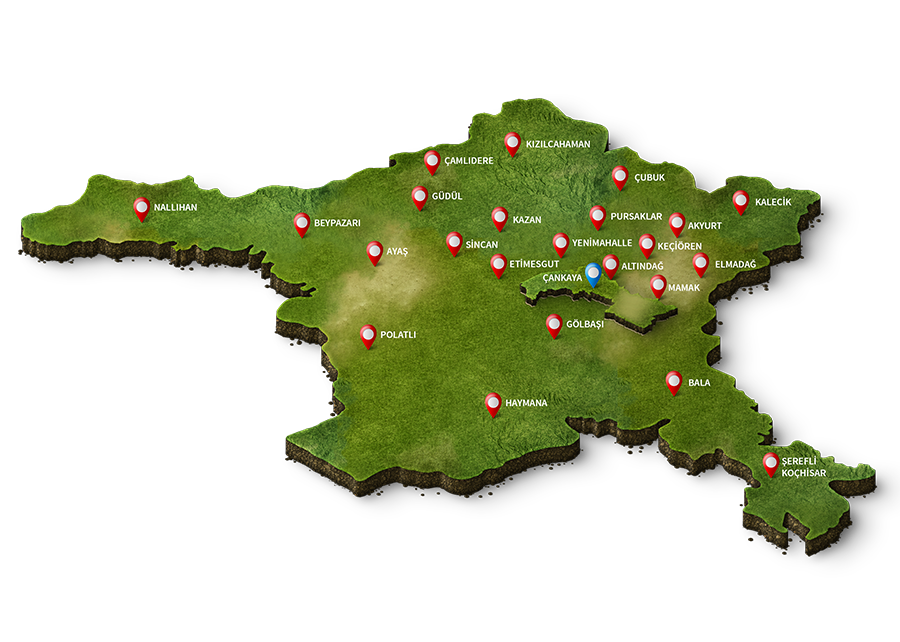 KIZILCAHAMAN
ÇAMLIDERE
ÇUBUK
GÜDÜL
KALECİK
NALLIHAN
PURSAKLAR
KAZAN
BEYPAZARI
AKYURT
YENİMAHALLE
SİNCAN
KEÇİÖREN
AYAŞ
ETİMESGUT
ALTINDAĞ
ELMADAĞ
ÇANKAYA
MAMAK
GÖLBAŞI
POLATLI
BALA
HAYMANA
ŞEREFLİ
KOÇHİSAR